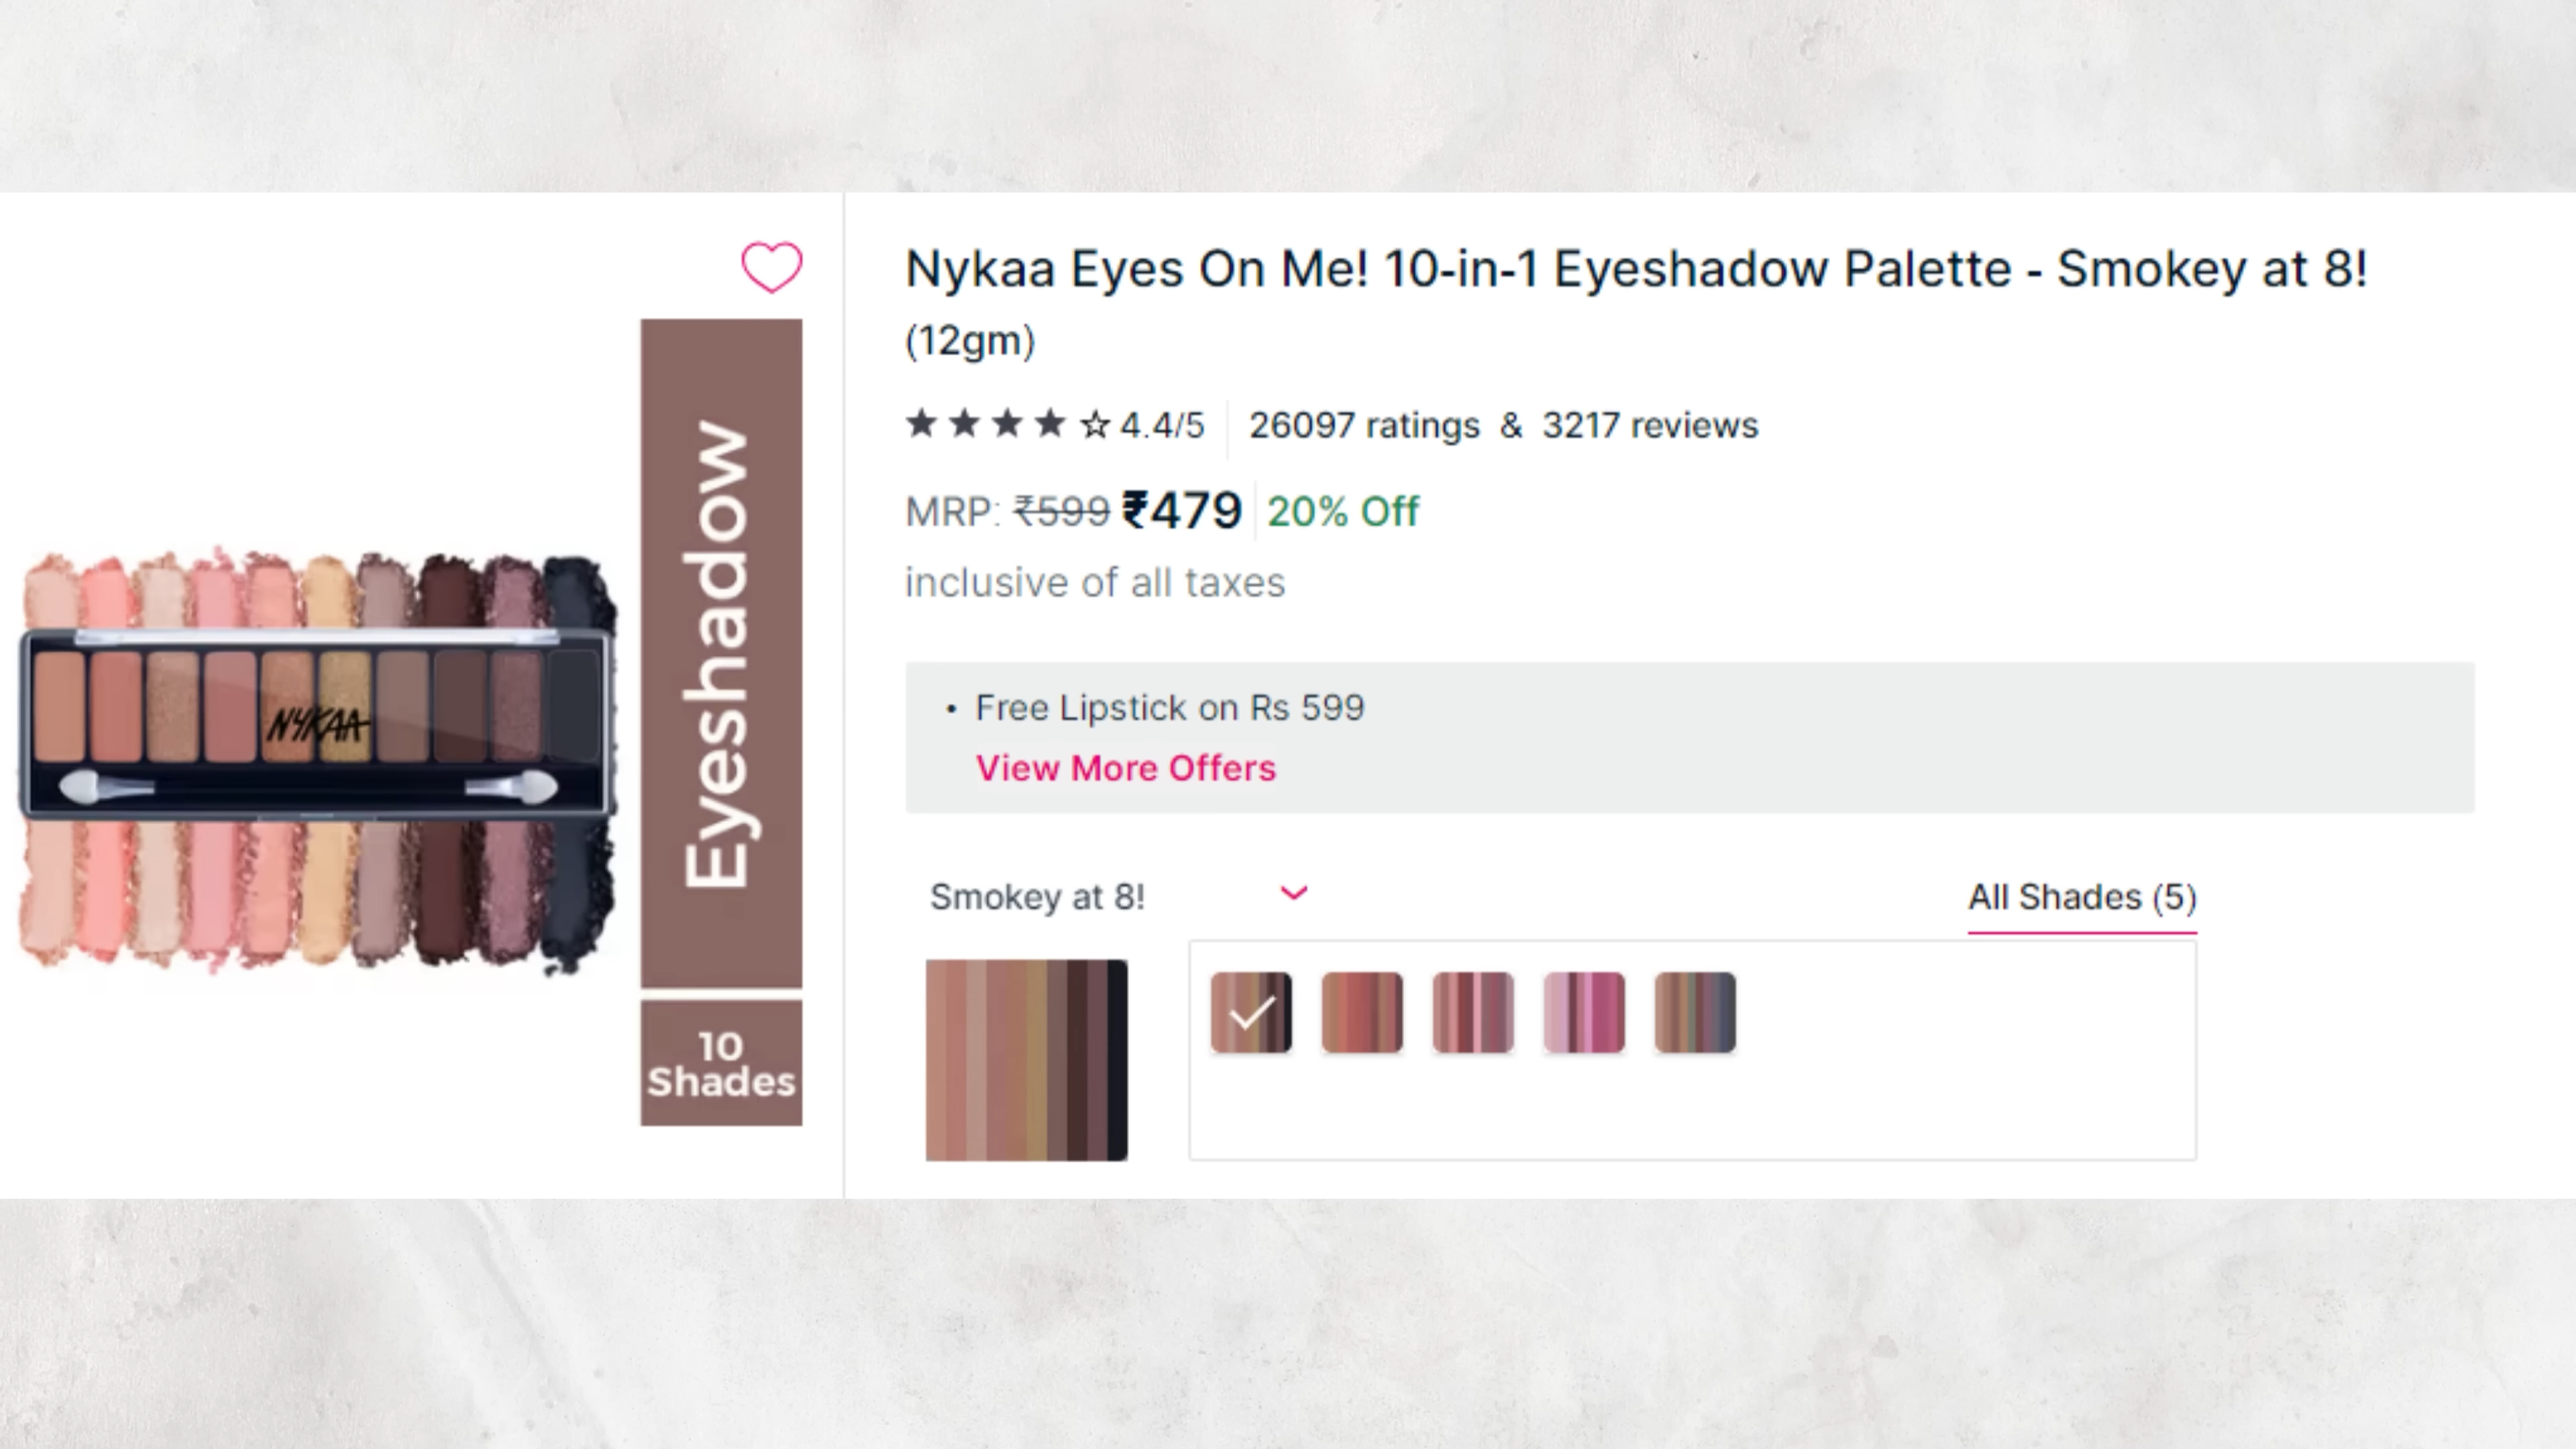 Eyeshadow
10
Shades
NYKAA
Nykaa Eyes On Me! 10-in-1 Eyeshadow Palette - Smokey at 8!
(12gm)
4.4/5 26097 ratings & 3217 reviews
MRP: ₹599 ₹479 20% Off
inclusive of all taxes
• Free Lipstick on Rs 599
View More Offers
Smokey at 8! All Shades (5)